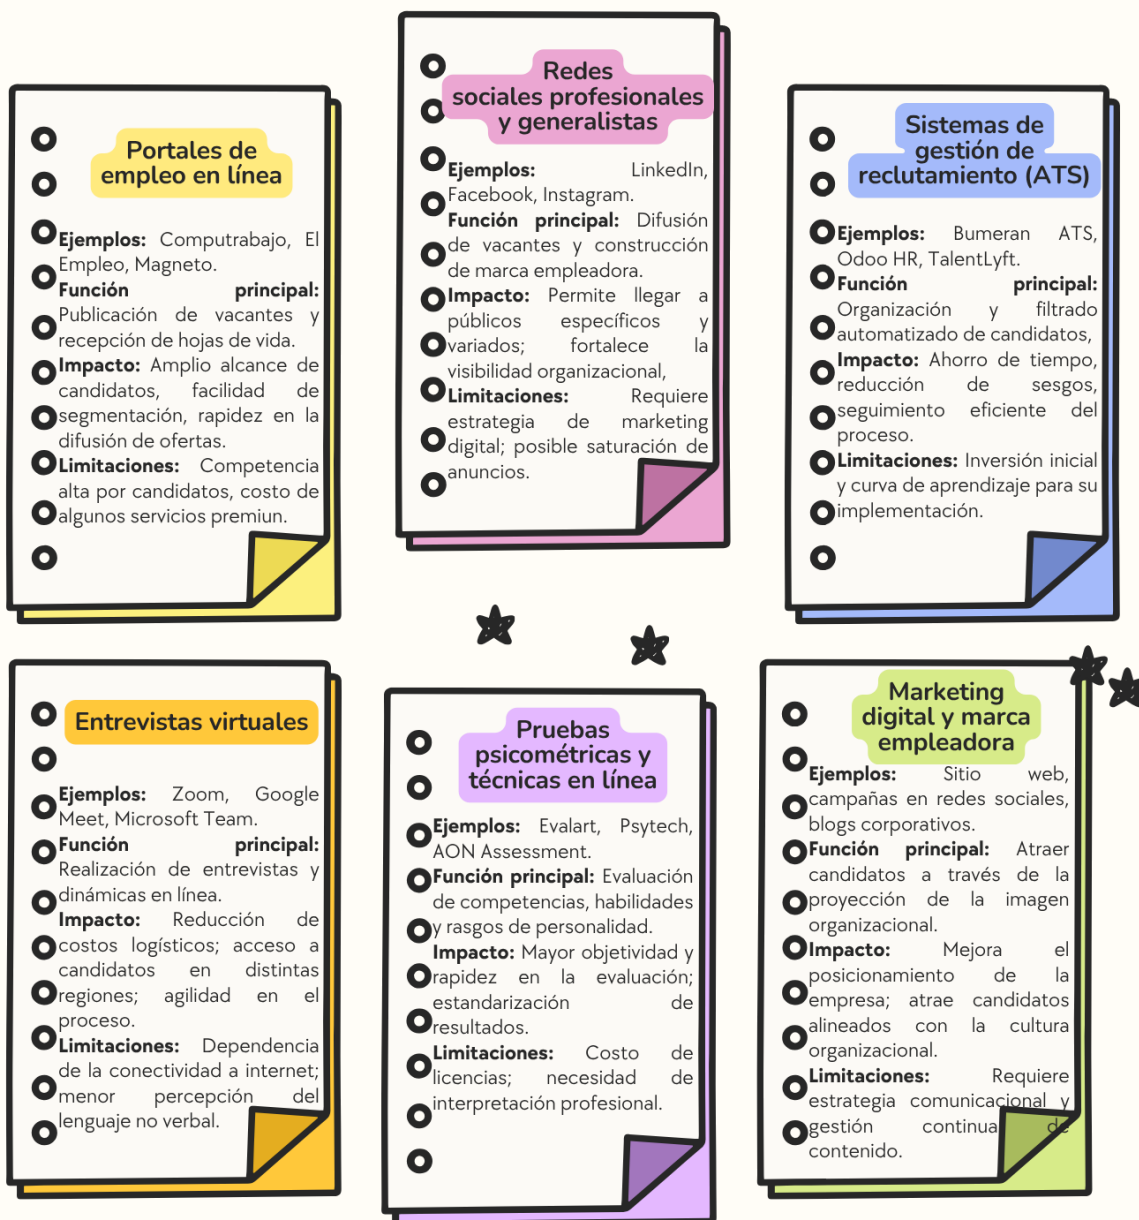 Portales de
empleo en línea
Ejemplos: Computrabajo, El
Empleo, Magneto.
Función principal:
Publicación de vacantes y
recepción de hojas de vida.
Impacto: Amplio alcance de
candidatos, facilidad de
segmentación, rapidez en la
difusión de ofertas.
Limitaciones: Competencia
alta por candidatos, costo de
algunos servicios premiun.
Redes
sociales profesionales
y generalistas
Ejemplos: LinkedIn,
Facebook, Instagram.
Función principal: Difusión
de vacantes y construcción
de marca empleadora.
Impacto: Permite llegar a
públicos específicos y
variados; fortalece la
visibilidad organizacional,
Limitaciones: Requiere
estrategia de marketing
digital; posible saturación de
anuncios.
Sistemas de
gestión de
reclutamiento (ATS)
Ejemplos: Bumeran ATS,
Odoo HR, TalentLyft.
Función principal:
Organización y filtrado
automatizado de candidatos,
Impacto: Ahorro de tiempo,
reducción de sesgos,
seguimiento eficiente del
proceso.
Limitaciones: Inversión inicial
y curva de aprendizaje para su
implementación.
Entrevistas virtuales
Ejemplos: Zoom, Google
Meet, Microsoft Team.
Función principal:
Realización de entrevistas y
dinámicas en línea.
Impacto: Reducción de
costos logísticos; acceso a
candidatos en distintas
regiones; agilidad en el
proceso.
Limitaciones: Dependencia
de la conectividad a internet;
menor percepción del
lenguaje no verbal.
Pruebas
psicométricas y
técnicas en línea
Ejemplos: Evalart, Psytech,
AON Assessment.
Función principal: Evaluación
de competencias, habilidades
y rasgos de personalidad.
Impacto: Mayor objetividad y
rapidez en la evaluación;
estandarización de
resultados.
Limitaciones: Costo de
licencias; necesidad de
interpretación profesional.
Marketing
digital y marca
empleadora
Ejemplos: Sitio web,
campañas en redes sociales,
blogs corporativos.
Función principal: Atraer
candidatos a través de la
proyección de la imagen
organizacional.
Impacto: Mejora el
posicionamiento de la
empresa; atrae candidatos
alineados con la cultura
organizacional.
Limitaciones: Requiere
estrategia comunicacional y
gestión continua de
contenido.